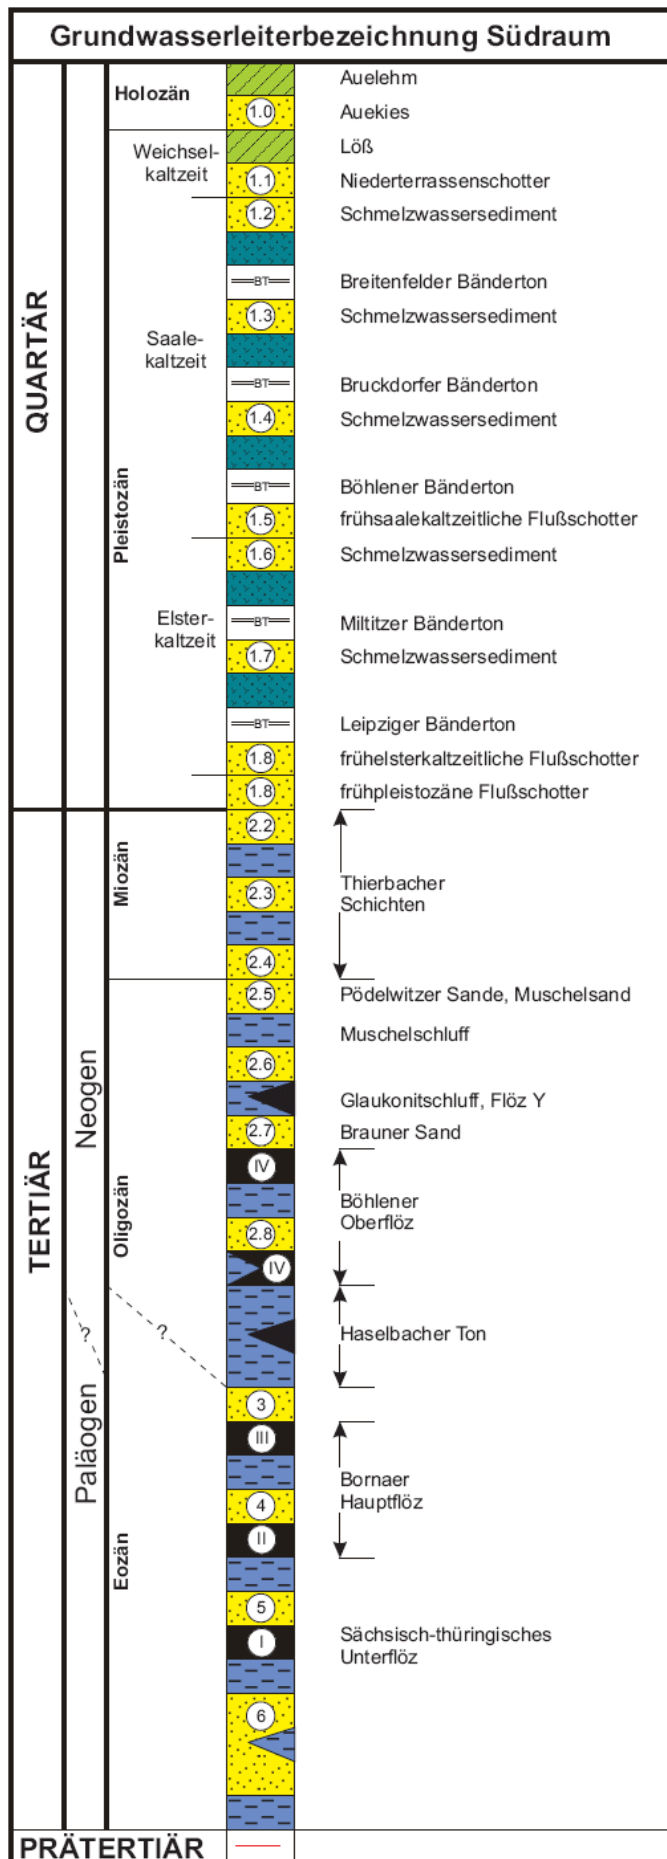 Grundwasserleiterbezeichnung Südraum
QUARTÄR
Holozän
Auelehm
1.0 Auekies
Pleistozän
Weichsel-
kaltzeit
Löß
1.1 Niederterrassenschotter
Saale-
kaltzeit
1.2 Schmelzwassersediment
BT Breitenfelder Bänderton
1.3 Schmelzwassersediment
BT Bruckdorfer Bänderton
1.4 Schmelzwassersediment
BT Böhlener Bänderton
1.5 frühsaalekaltzeitliche Flußschotter
Elster-
kaltzeit
1.6 Schmelzwassersediment
BT Miltitzer Bänderton
1.7 Schmelzwassersediment
BT Leipziger Bänderton
1.8 frühelsterkaltzeitliche Flußschotter
1.8 frühpleistozäne Flußschotter
TERTIÄR
Neogen
Miozän
2.2
2.3
Thierbacher
Schichten
2.4
Oligozän
2.5 Pödelwitzer Sande, Muschelsand
Muschelschluff
2.6
Glaukonitschluff, Flöz Y
2.7 Brauner Sand
IV
Böhlener
Oberflöz
2.8
IV
?
?
Haselbacher Ton
Paläogen
Eozän
3
III
Bornaer
Hauptflöz
4
II
5
I
Sächsisch-thüringisches
Unterflöz
6
PRÄTERTIÄR